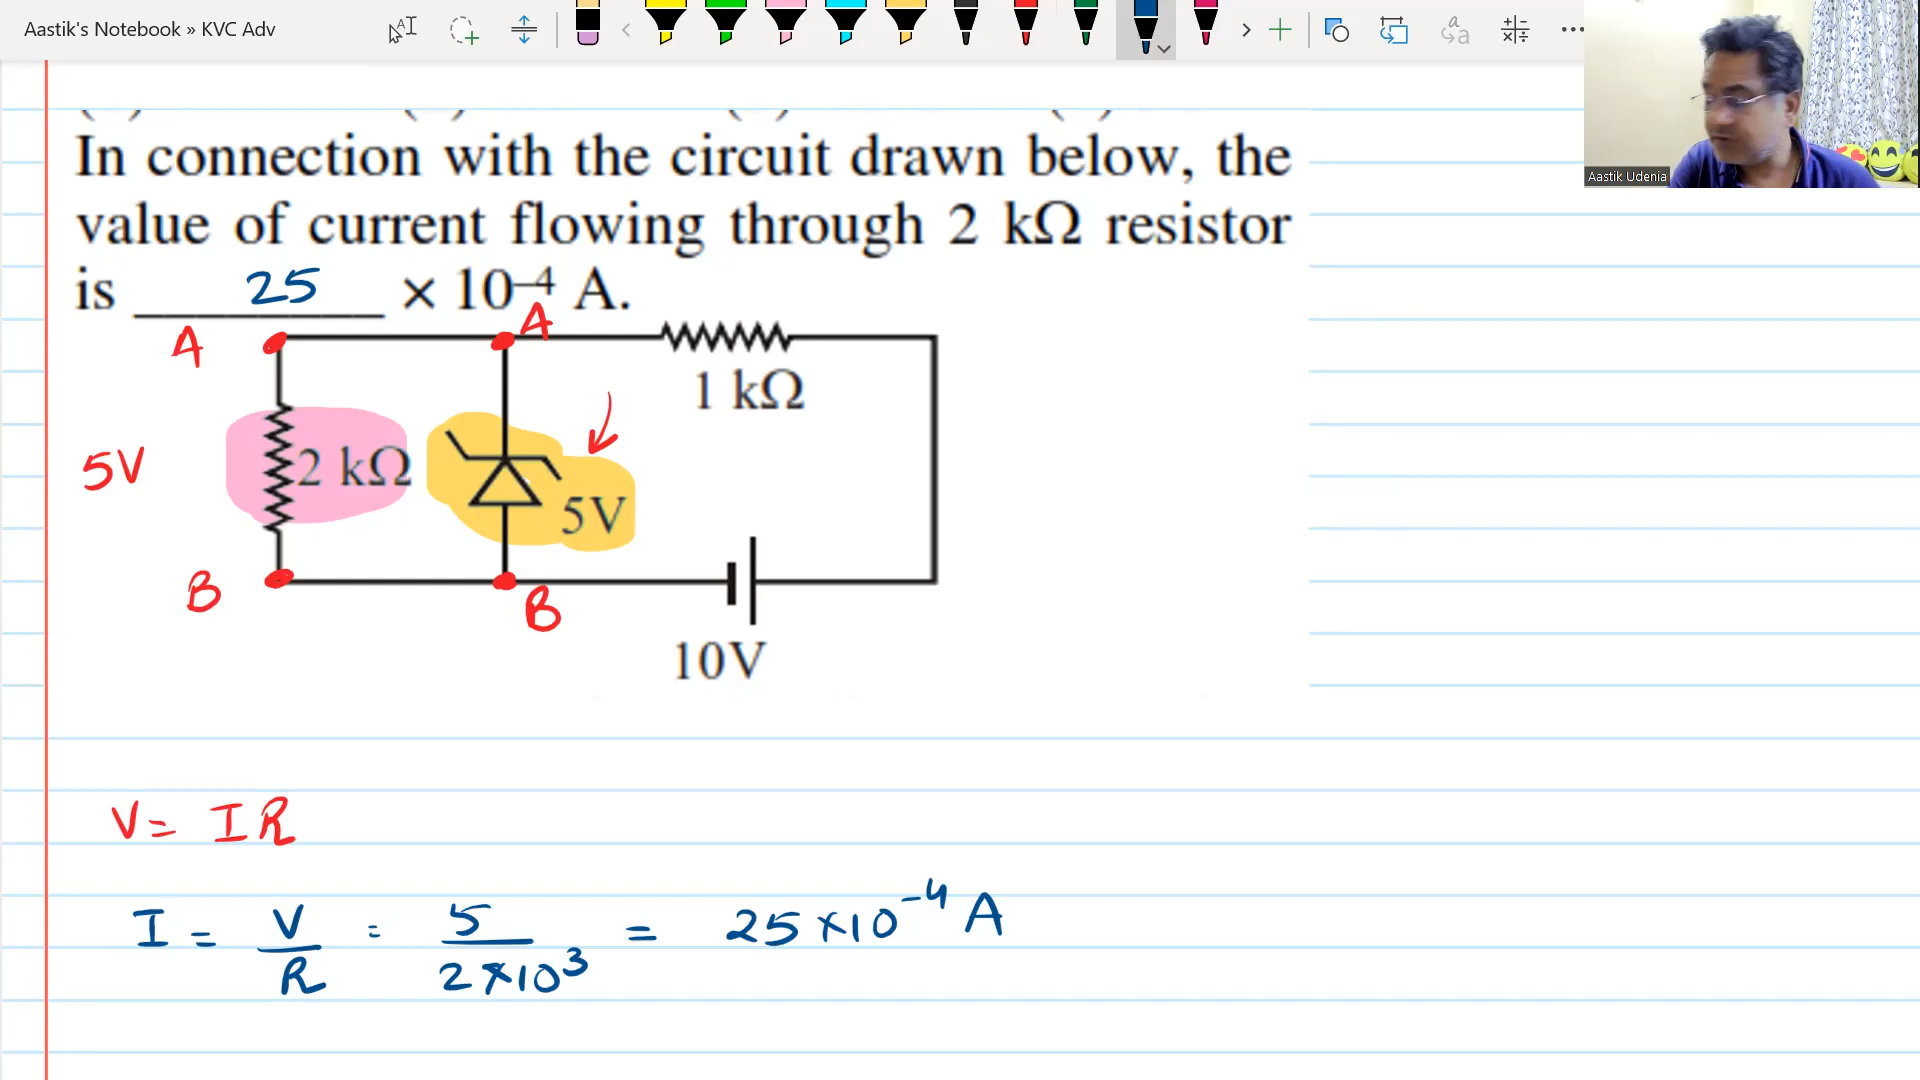 Aastik's Notebook » KVC Adv
Aastik Udenia
In connection with the circuit drawn below, the
value of current flowing through 2 kΩ resistor
is 25 × 10⁻⁴ A.
A
A
1 kΩ
5V
2 kΩ
5V
B
B
10V
V = IR
I = V/R = 5/2×10³ = 25×10⁻⁴ A